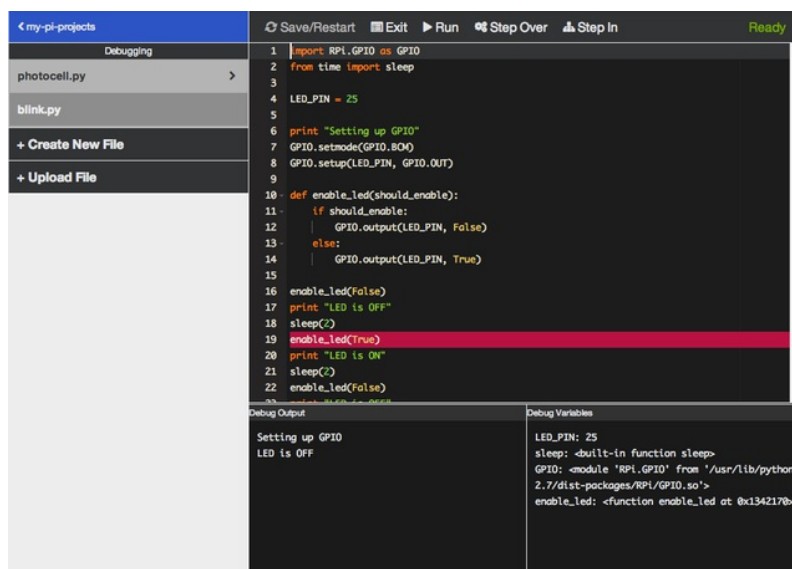 my-pi-projects
Save/Restart Exit Run Step Over Step In Ready
Debugging
photocell.py
blink.py
+ Create New File
+ Upload File
1 import RPi.GPIO as GPIO
2 from time import sleep
3
4 LED_PIN = 25
5
6 print "Setting up GPIO"
7 GPIO.setmode(GPIO.BCM)
8 GPIO.setup(LED_PIN, GPIO.OUT)
9
10 def enable_led(should_enable):
11     if should_enable:
12         GPIO.output(LED_PIN, False)
13     else:
14         GPIO.output(LED_PIN, True)
15
16 enable_led(False)
17 print "LED is OFF"
18 sleep(2)
19 enable_led(True)
20 print "LED is ON"
21 sleep(2)
22 enable_led(False)
23 print "LED is OFF"
Debug Output
Setting up GPIO
LED is OFF
Debug Variables
LED_PIN: 25
sleep: <built-in function sleep>
GPIO: <module 'RPi.GPIO' from '/usr/lib/python
2.7/dist-packages/RPi/GPIO.so'>
enable_led: <function enable_led at 0x1342170>